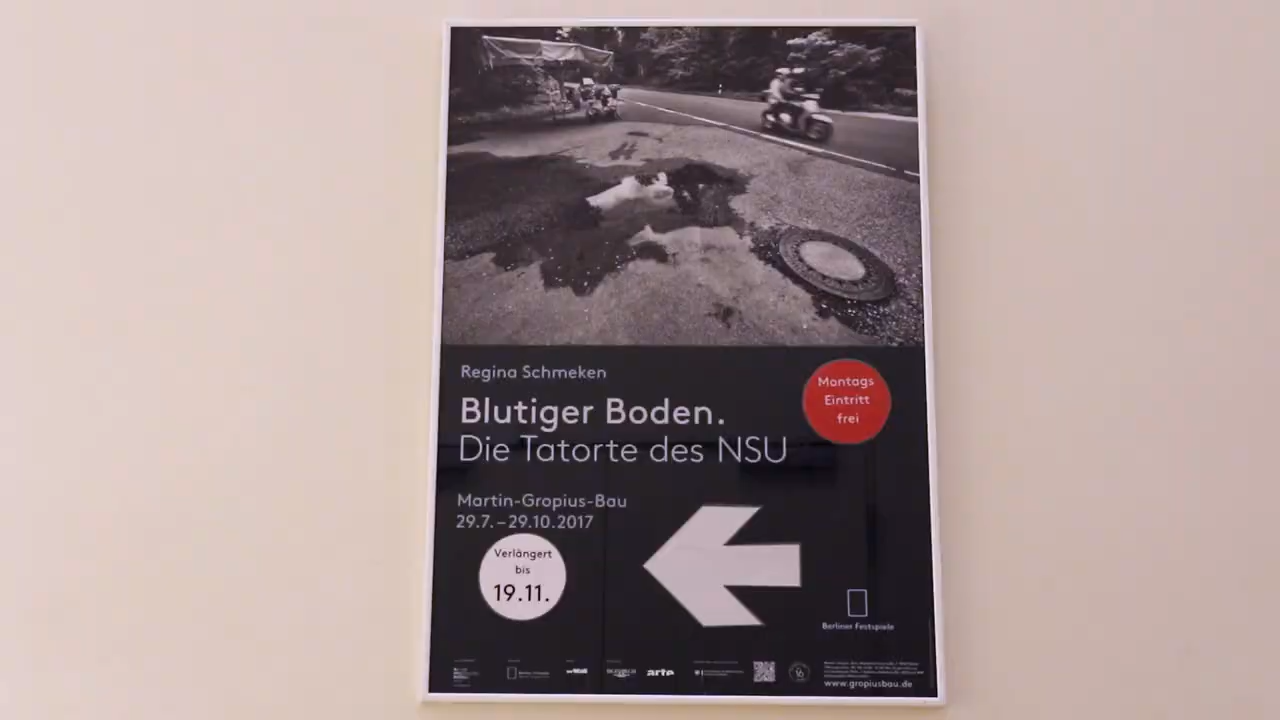 Regina Schmeken
Blutiger Boden.
Die Tatorte des NSU
Montags
Eintritt
frei
Martin-Gropius-Bau
29.7. – 29.10.2017
Verlängert
bis
19.11.
Berliner Festspiele
arte
www.gropiusbau.de